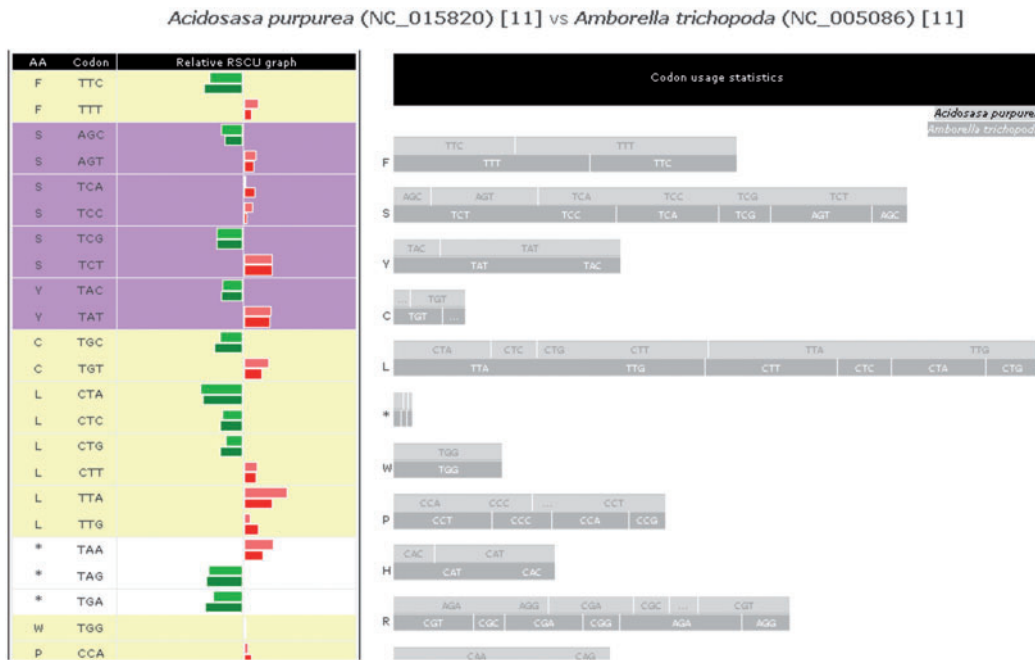 Acidosasa purpurea (NC_015820) [11] vs Amborella trichopoda (NC_005086) [11]
AA Codon Relative RSCU graph
F TTC
F TTT
S AGC
S AGT
S TCA
S TCC
S TCG
S TCT
Y TAC
Y TAT
C TGC
C TGT
L CTA
L CTC
L CTG
L CTT
L TTA
L TTG
* TAA
* TAG
* TGA
W TGG
P CCA
Codon usage statistics
Acidosasa purpurea
Amborella trichopod
TTC TTT
F
TTT TTC
AGC AGT TCA TCC TCG TCT
S
TCT TCC TCA TCG AGT AGC
TAC TAT
Y
TAT TAC
... TGT
C
TGT ...
CTA CTC CTG CTT TTA TTG
L
TTA TTG CTT CTC CTA CTG
*
TGG
W
TGG
CCA CCC ... CCT
P
CCT CCC CCA CCG
CAC CAT
H
CAT CAC
AGA AGG CGA CGC ... CGT
R
CGT CGC CGA CGG AGA AGG
CAA CAG